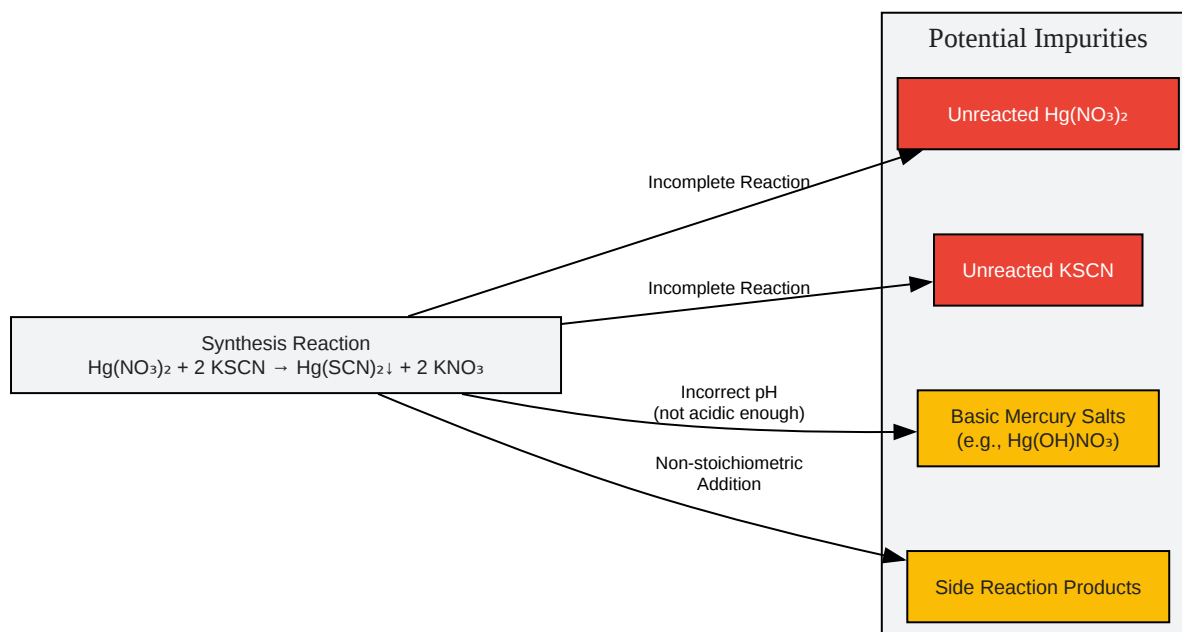 Potential Impurities
Unreacted Hg(NO₃)₂
Incomplete Reaction
Unreacted KSCN
Incomplete Reaction
Synthesis Reaction
Hg(NO₃)₂ + 2 KSCN → Hg(SCN)₂↓ + 2 KNO₃
Incorrect pH
(not acidic enough)
Basic Mercury Salts
(e.g., Hg(OH)NO₃)
Non-stoichiometric
Addition
Side Reaction Products